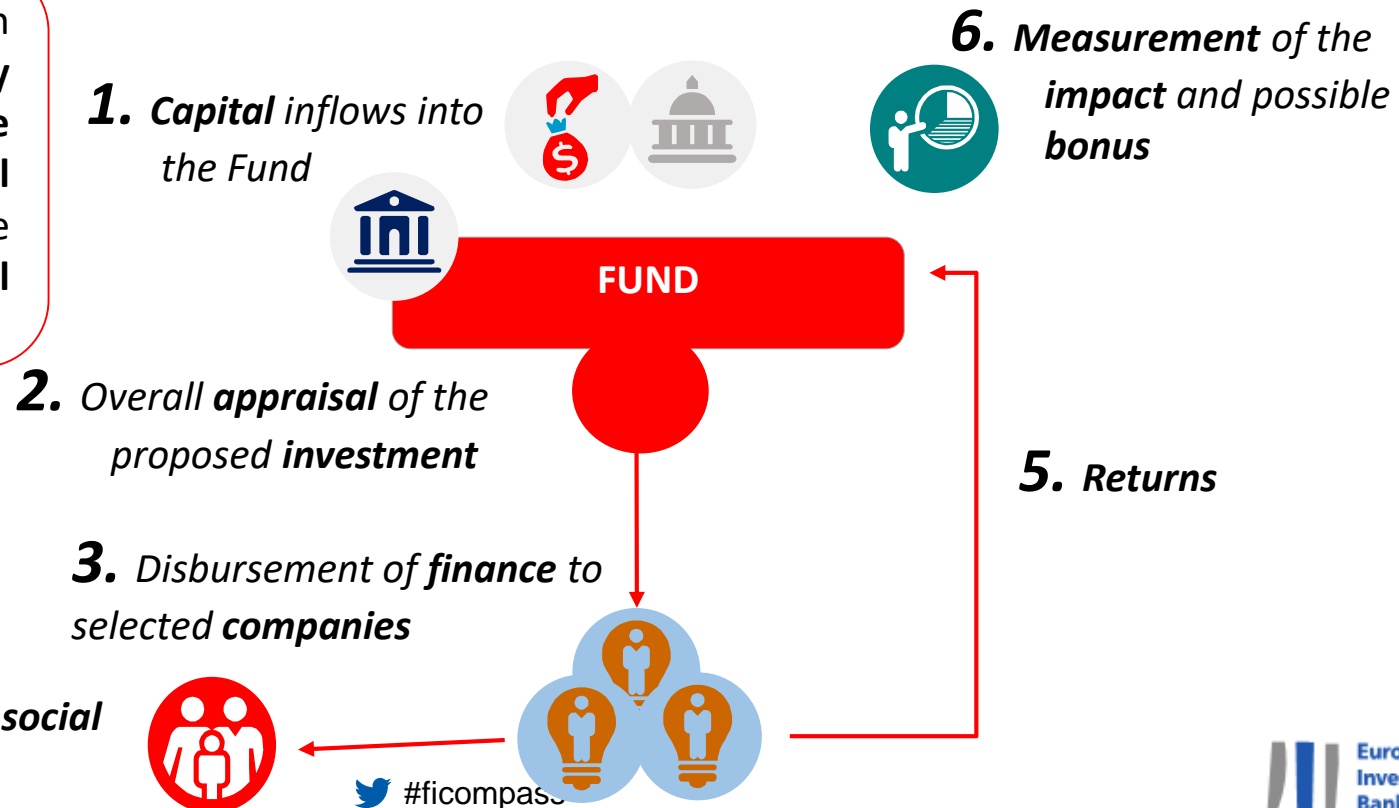 1. Capital inflows into
the Fund
6. Measurement of the
impact and possible
bonus
$
FUND
2. Overall appraisal of the
proposed investment
5. Returns
3. Disbursement of finance to
selected companies
social
#ficompass